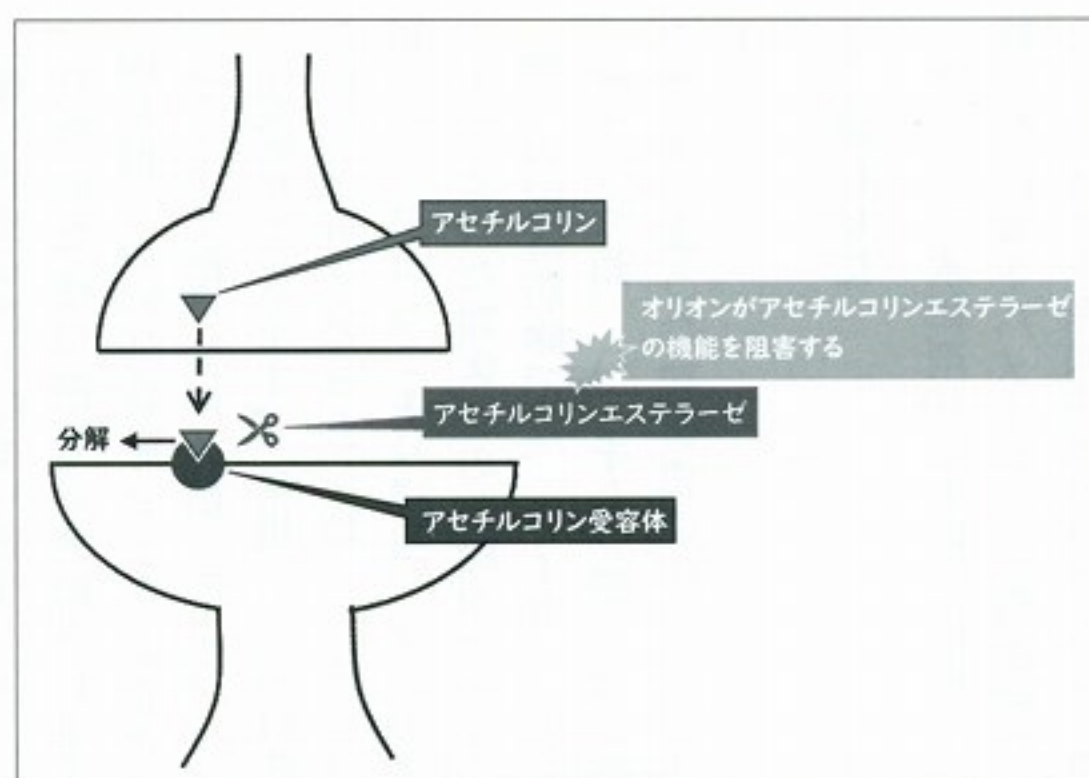 アセチルコリン
オリオンがアセチルコリンエステラーゼ
の機能を阻害する
アセチルコリンエステラーゼ
分解
アセチルコリン受容体